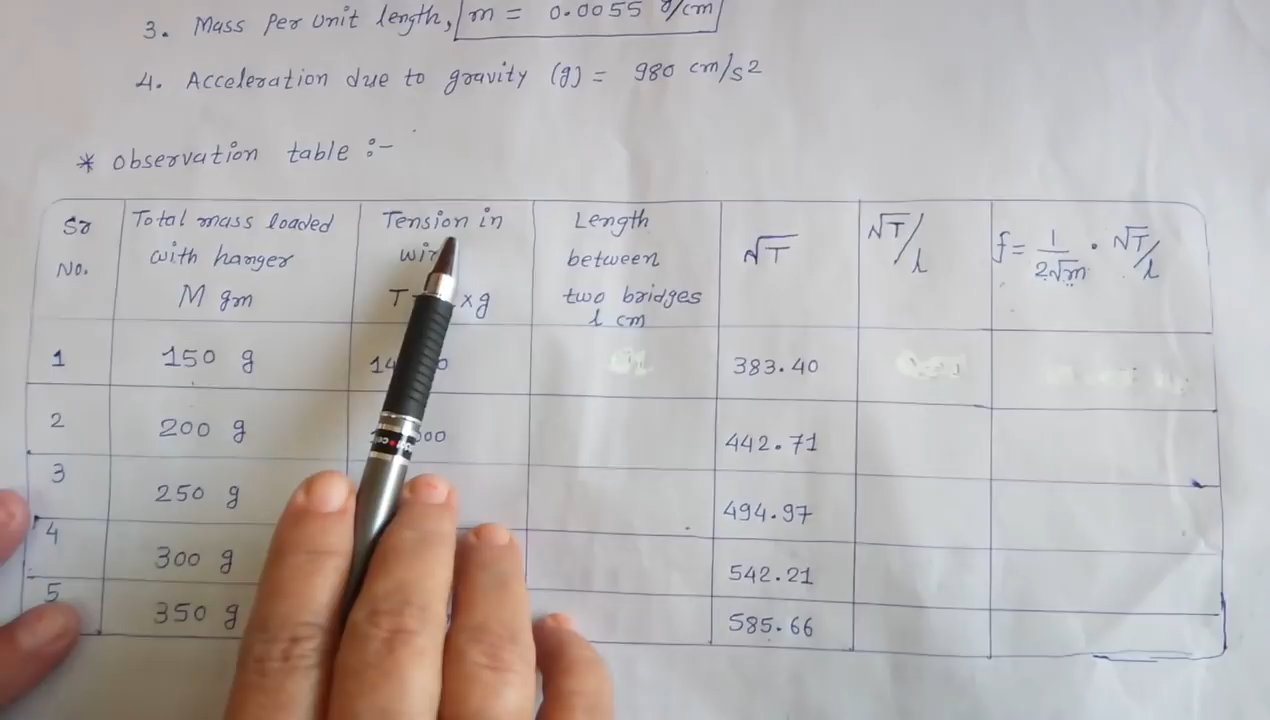 3. Mass Per unit length, m = 0.0055 g/cm
4. Acceleration due to gravity (g) = 980 cm/s2
* Observation table :-
Sr No.
Total mass loaded with hanger M gm
Tension in
T xg
Length between two bridges l cm
√T
√T/l
f = 1/2√m · √T/l
1 150 g 383.40
2 200 g 442.71
3 250 g 494.97
4 300 g 542.21
5 350 g 585.66